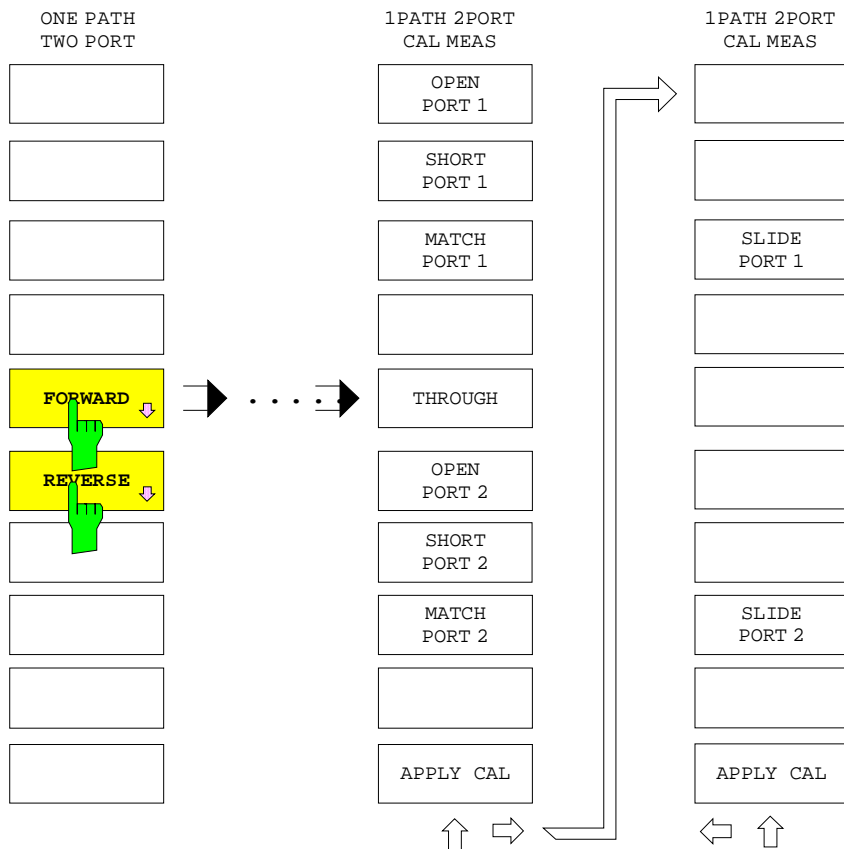 ONE PATH
TWO PORT
FORWARD
REVERSE
1PATH 2PORT
CAL MEAS
OPEN
PORT 1
SHORT
PORT 1
MATCH
PORT 1
THROUGH
OPEN
PORT 2
SHORT
PORT 2
MATCH
PORT 2
APPLY CAL
1PATH 2PORT
CAL MEAS
SLIDE
PORT 1
SLIDE
PORT 2
APPLY CAL